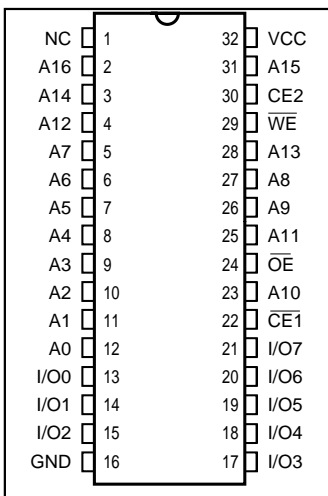 NC 1 32 VCC
A16 2 31 A15
A14 3 30 CE2
A12 4 29 W̅E̅
A7 5 28 A13
A6 6 27 A8
A5 7 26 A9
A4 8 25 A11
A3 9 24 O̅E̅
A2 10 23 A10
A1 11 22 C̅E̅1
A0 12 21 I/O7
I/O0 13 20 I/O6
I/O1 14 19 I/O5
I/O2 15 18 I/O4
GND 16 17 I/O3